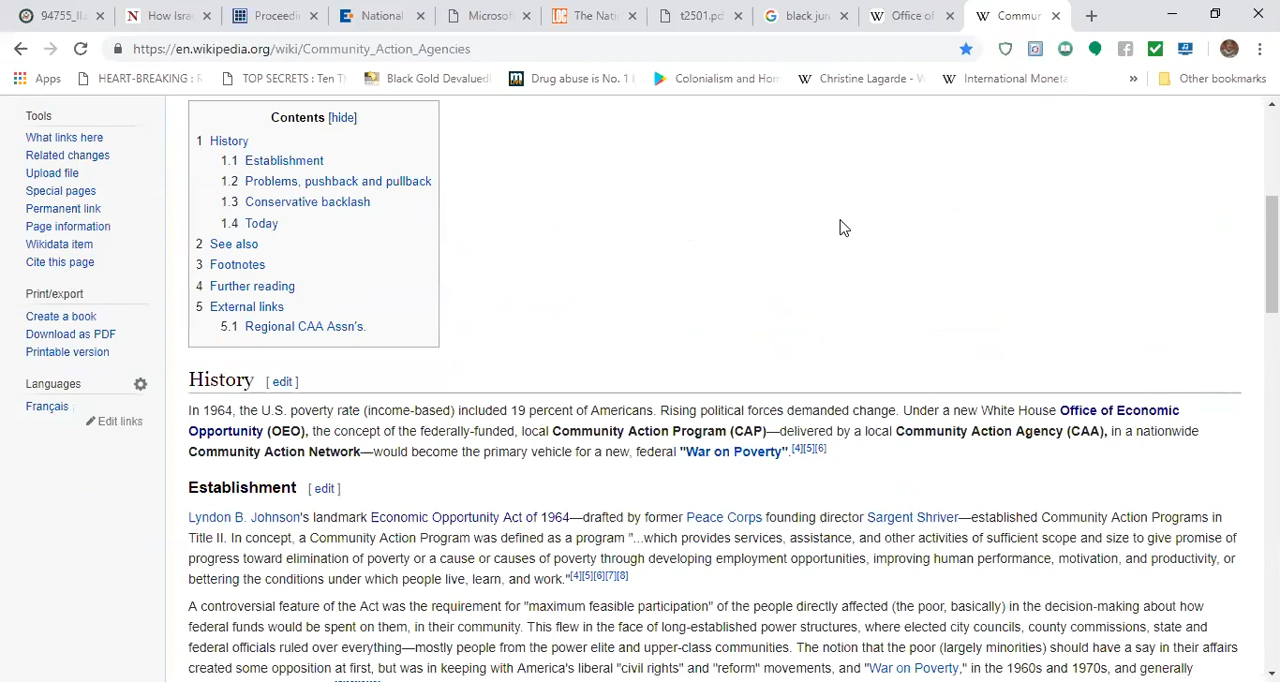 94755_Ila
How Isra
Proceedi
National
Microsof
The Nati
t2501.pd
black jun
Office of
Commur
https://en.wikipedia.org/wiki/Community_Action_Agencies
Apps
HEART-BREAKING : R
TOP SECRETS : Ten Th
Black Gold Devalued
Drug abuse is No. 1
Colonialism and Hom
Christine Lagarde - W
International Moneta
»
Other bookmarks
Tools
What links here
Related changes
Upload file
Special pages
Permanent link
Page information
Wikidata item
Cite this page
Print/export
Create a book
Download as PDF
Printable version
Languages
Français
Edit links
Contents [hide]
1 History
1.1 Establishment
1.2 Problems, pushback and pullback
1.3 Conservative backlash
1.4 Today
2 See also
3 Footnotes
4 Further reading
5 External links
5.1 Regional CAA Assn's.
History [ edit ]
In 1964, the U.S. poverty rate (income-based) included 19 percent of Americans. Rising political forces demanded change. Under a new White House Office of Economic
Opportunity (OEO), the concept of the federally-funded, local Community Action Program (CAP)—delivered by a local Community Action Agency (CAA), in a nationwide
Community Action Network—would become the primary vehicle for a new, federal "War on Poverty".[4][5][6]
Establishment [ edit ]
Lyndon B. Johnson's landmark Economic Opportunity Act of 1964—drafted by former Peace Corps founding director Sargent Shriver—established Community Action Programs in
Title II. In concept, a Community Action Program was defined as a program "...which provides services, assistance, and other activities of sufficient scope and size to give promise of
progress toward elimination of poverty or a cause or causes of poverty through developing employment opportunities, improving human performance, motivation, and productivity, or
bettering the conditions under which people live, learn, and work."[4][5][6][7][8]
A controversial feature of the Act was the requirement for "maximum feasible participation" of the people directly affected (the poor, basically) in the decision-making about how
federal funds would be spent on them, in their community. This flew in the face of long-established power structures, where elected city councils, county commissions, state and
federal officials ruled over everything—mostly people from the power elite and upper-class communities. The notion that the poor (largely minorities) should have a say in their affairs
created some opposition at first, but was in keeping with America's liberal "civil rights" and "reform" movements, and "War on Poverty," in the 1960s and 1970s, and generally